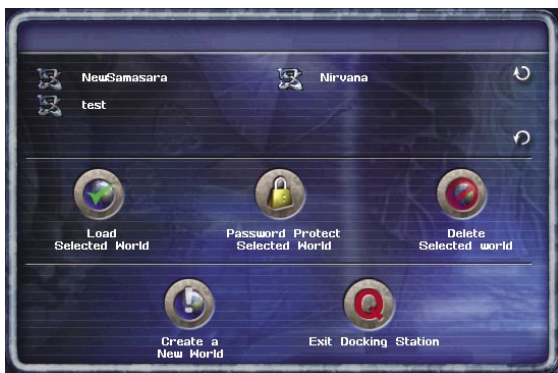 NewSamasara
Nirvana
test
Load
Selected World
Password Protect
Selected World
Delete
Selected world
Create a
New World
Q
Exit Docking Station